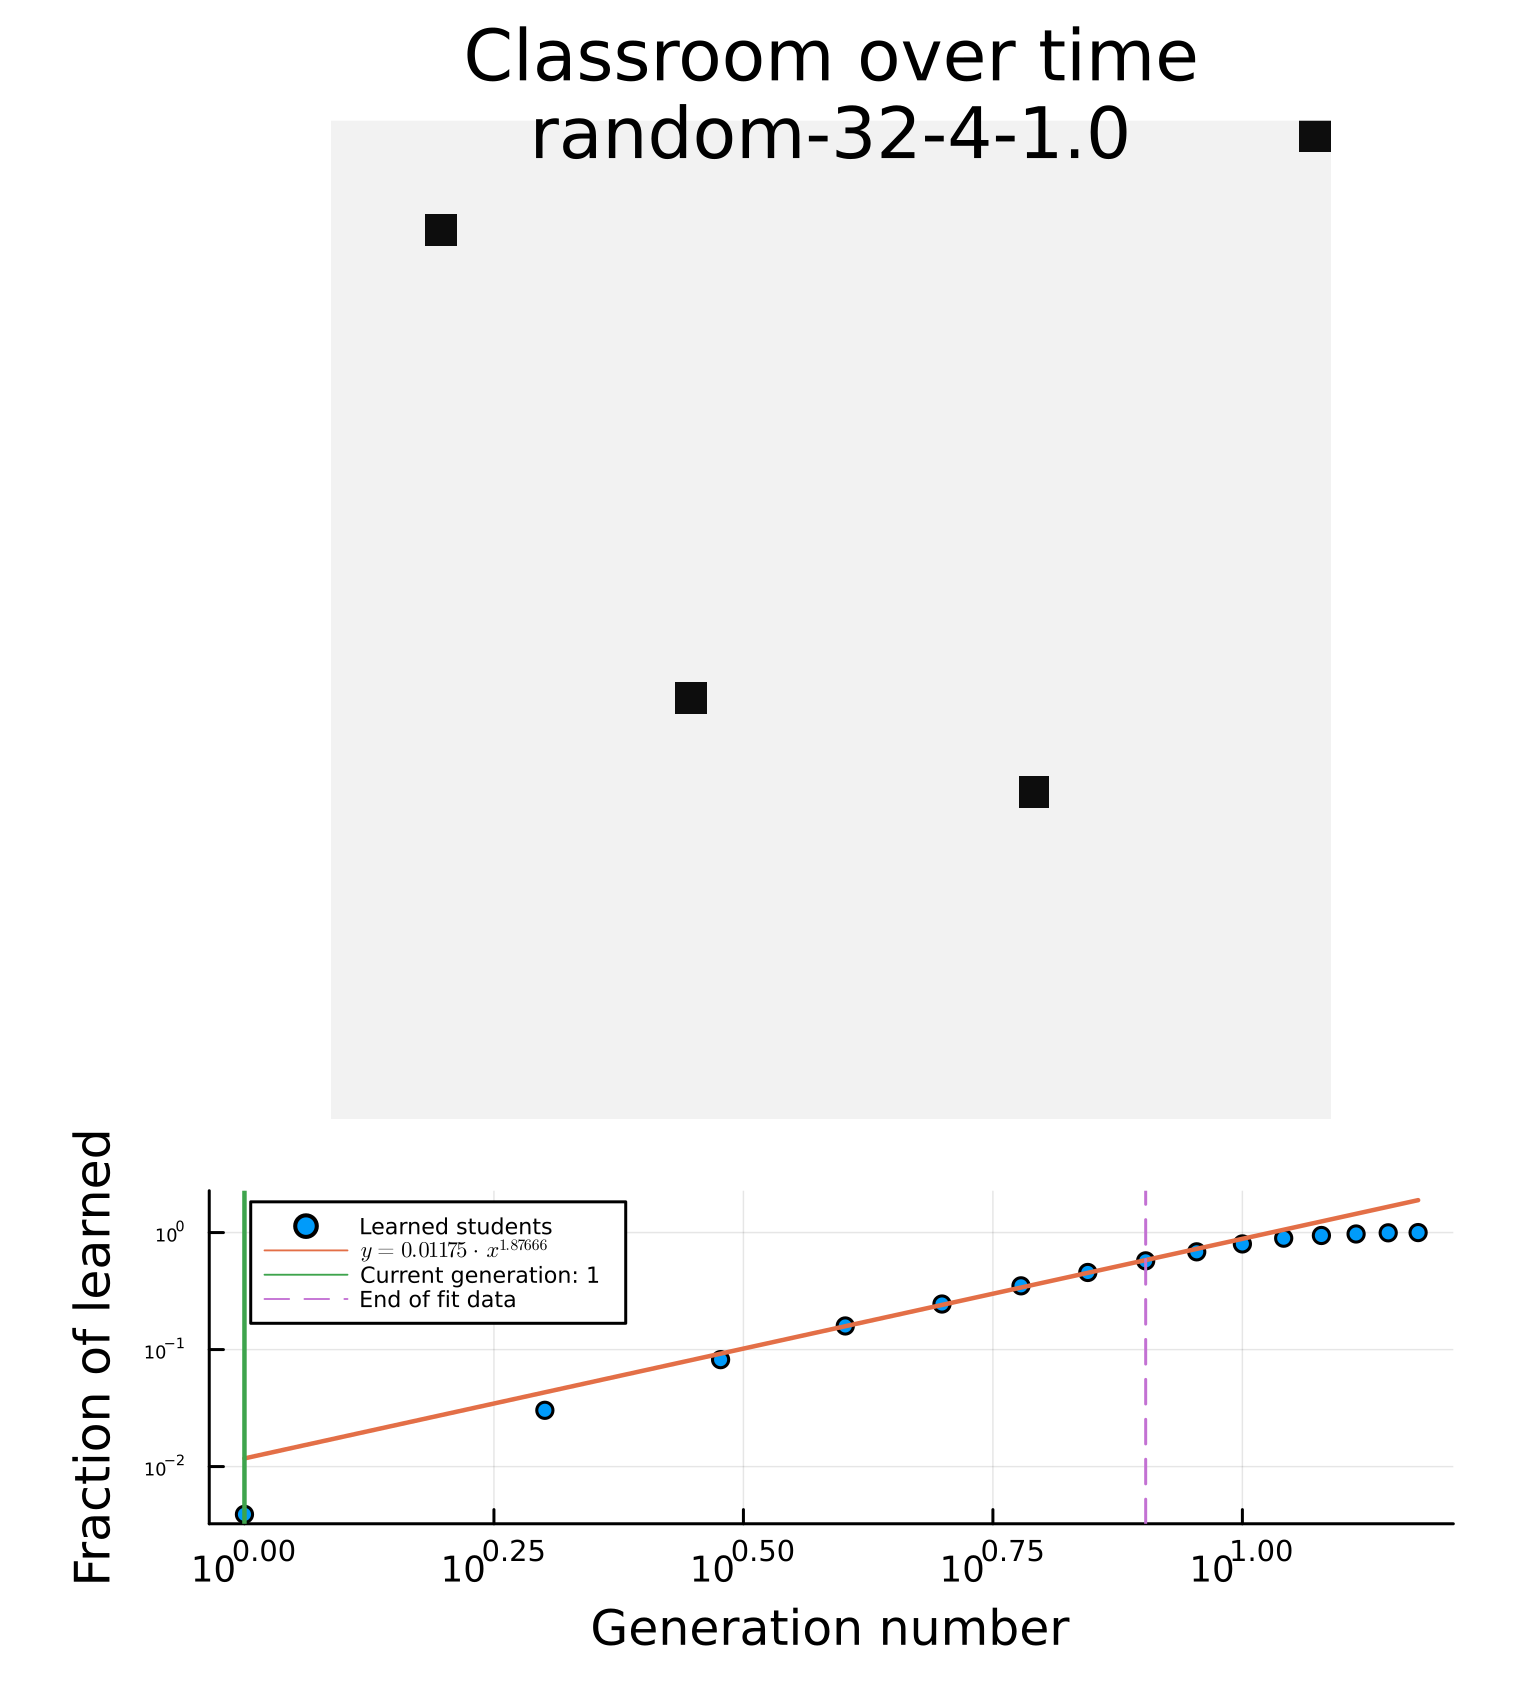 Classroom over time
random-32-4-1.0
Fraction of learned
10^0
10^-1
10^-2
Learned students
y = 0.01175 · x^1.87666
Current generation: 1
End of fit data
10^0.00 10^0.25 10^0.50 10^0.75 10^1.00
Generation number